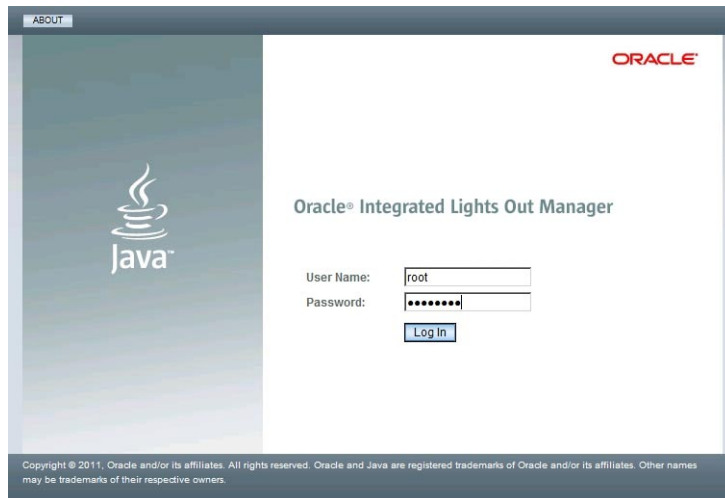 ABOUT
ORACLE®
Java™
Oracle® Integrated Lights Out Manager
User Name: root
Password: ••••••••
Log In
Copyright © 2011, Oracle and/or its affiliates. All rights reserved. Oracle and Java are registered trademarks of Oracle and/or its affiliates. Other names
may be trademarks of their respective owners.